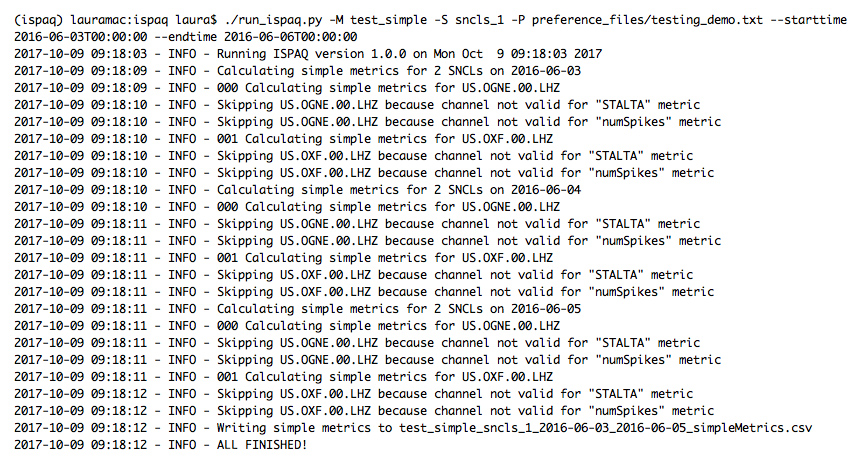 (ispaq) lauramac:ispaq laura$ ./run_ispaq.py -M test_simple -S sncls_1 -P preference_files/testing_demo.txt --starttime
2016-06-03T00:00:00 --endtime 2016-06-06T00:00:00
2017-10-09 09:18:03 - INFO - Running ISPAQ version 1.0.0 on Mon Oct  9 09:18:03 2017
2017-10-09 09:18:09 - INFO - Calculating simple metrics for 2 SNCLs on 2016-06-03
2017-10-09 09:18:09 - INFO - 000 Calculating simple metrics for US.OGNE.00.LHZ
2017-10-09 09:18:10 - INFO - Skipping US.OGNE.00.LHZ because channel not valid for "STALTA" metric
2017-10-09 09:18:10 - INFO - Skipping US.OGNE.00.LHZ because channel not valid for "numSpikes" metric
2017-10-09 09:18:10 - INFO - 001 Calculating simple metrics for US.OXF.00.LHZ
2017-10-09 09:18:10 - INFO - Skipping US.OXF.00.LHZ because channel not valid for "STALTA" metric
2017-10-09 09:18:10 - INFO - Skipping US.OXF.00.LHZ because channel not valid for "numSpikes" metric
2017-10-09 09:18:10 - INFO - Calculating simple metrics for 2 SNCLs on 2016-06-04
2017-10-09 09:18:10 - INFO - 000 Calculating simple metrics for US.OGNE.00.LHZ
2017-10-09 09:18:11 - INFO - Skipping US.OGNE.00.LHZ because channel not valid for "STALTA" metric
2017-10-09 09:18:11 - INFO - Skipping US.OGNE.00.LHZ because channel not valid for "numSpikes" metric
2017-10-09 09:18:11 - INFO - 001 Calculating simple metrics for US.OXF.00.LHZ
2017-10-09 09:18:11 - INFO - Skipping US.OXF.00.LHZ because channel not valid for "STALTA" metric
2017-10-09 09:18:11 - INFO - Skipping US.OXF.00.LHZ because channel not valid for "numSpikes" metric
2017-10-09 09:18:11 - INFO - Calculating simple metrics for 2 SNCLs on 2016-06-05
2017-10-09 09:18:11 - INFO - 000 Calculating simple metrics for US.OGNE.00.LHZ
2017-10-09 09:18:11 - INFO - Skipping US.OGNE.00.LHZ because channel not valid for "STALTA" metric
2017-10-09 09:18:11 - INFO - Skipping US.OGNE.00.LHZ because channel not valid for "numSpikes" metric
2017-10-09 09:18:11 - INFO - 001 Calculating simple metrics for US.OXF.00.LHZ
2017-10-09 09:18:12 - INFO - Skipping US.OXF.00.LHZ because channel not valid for "STALTA" metric
2017-10-09 09:18:12 - INFO - Skipping US.OXF.00.LHZ because channel not valid for "numSpikes" metric
2017-10-09 09:18:12 - INFO - Writing simple metrics to test_simple_sncls_1_2016-06-03_2016-06-05_simpleMetrics.csv
2017-10-09 09:18:12 - INFO - ALL FINISHED!